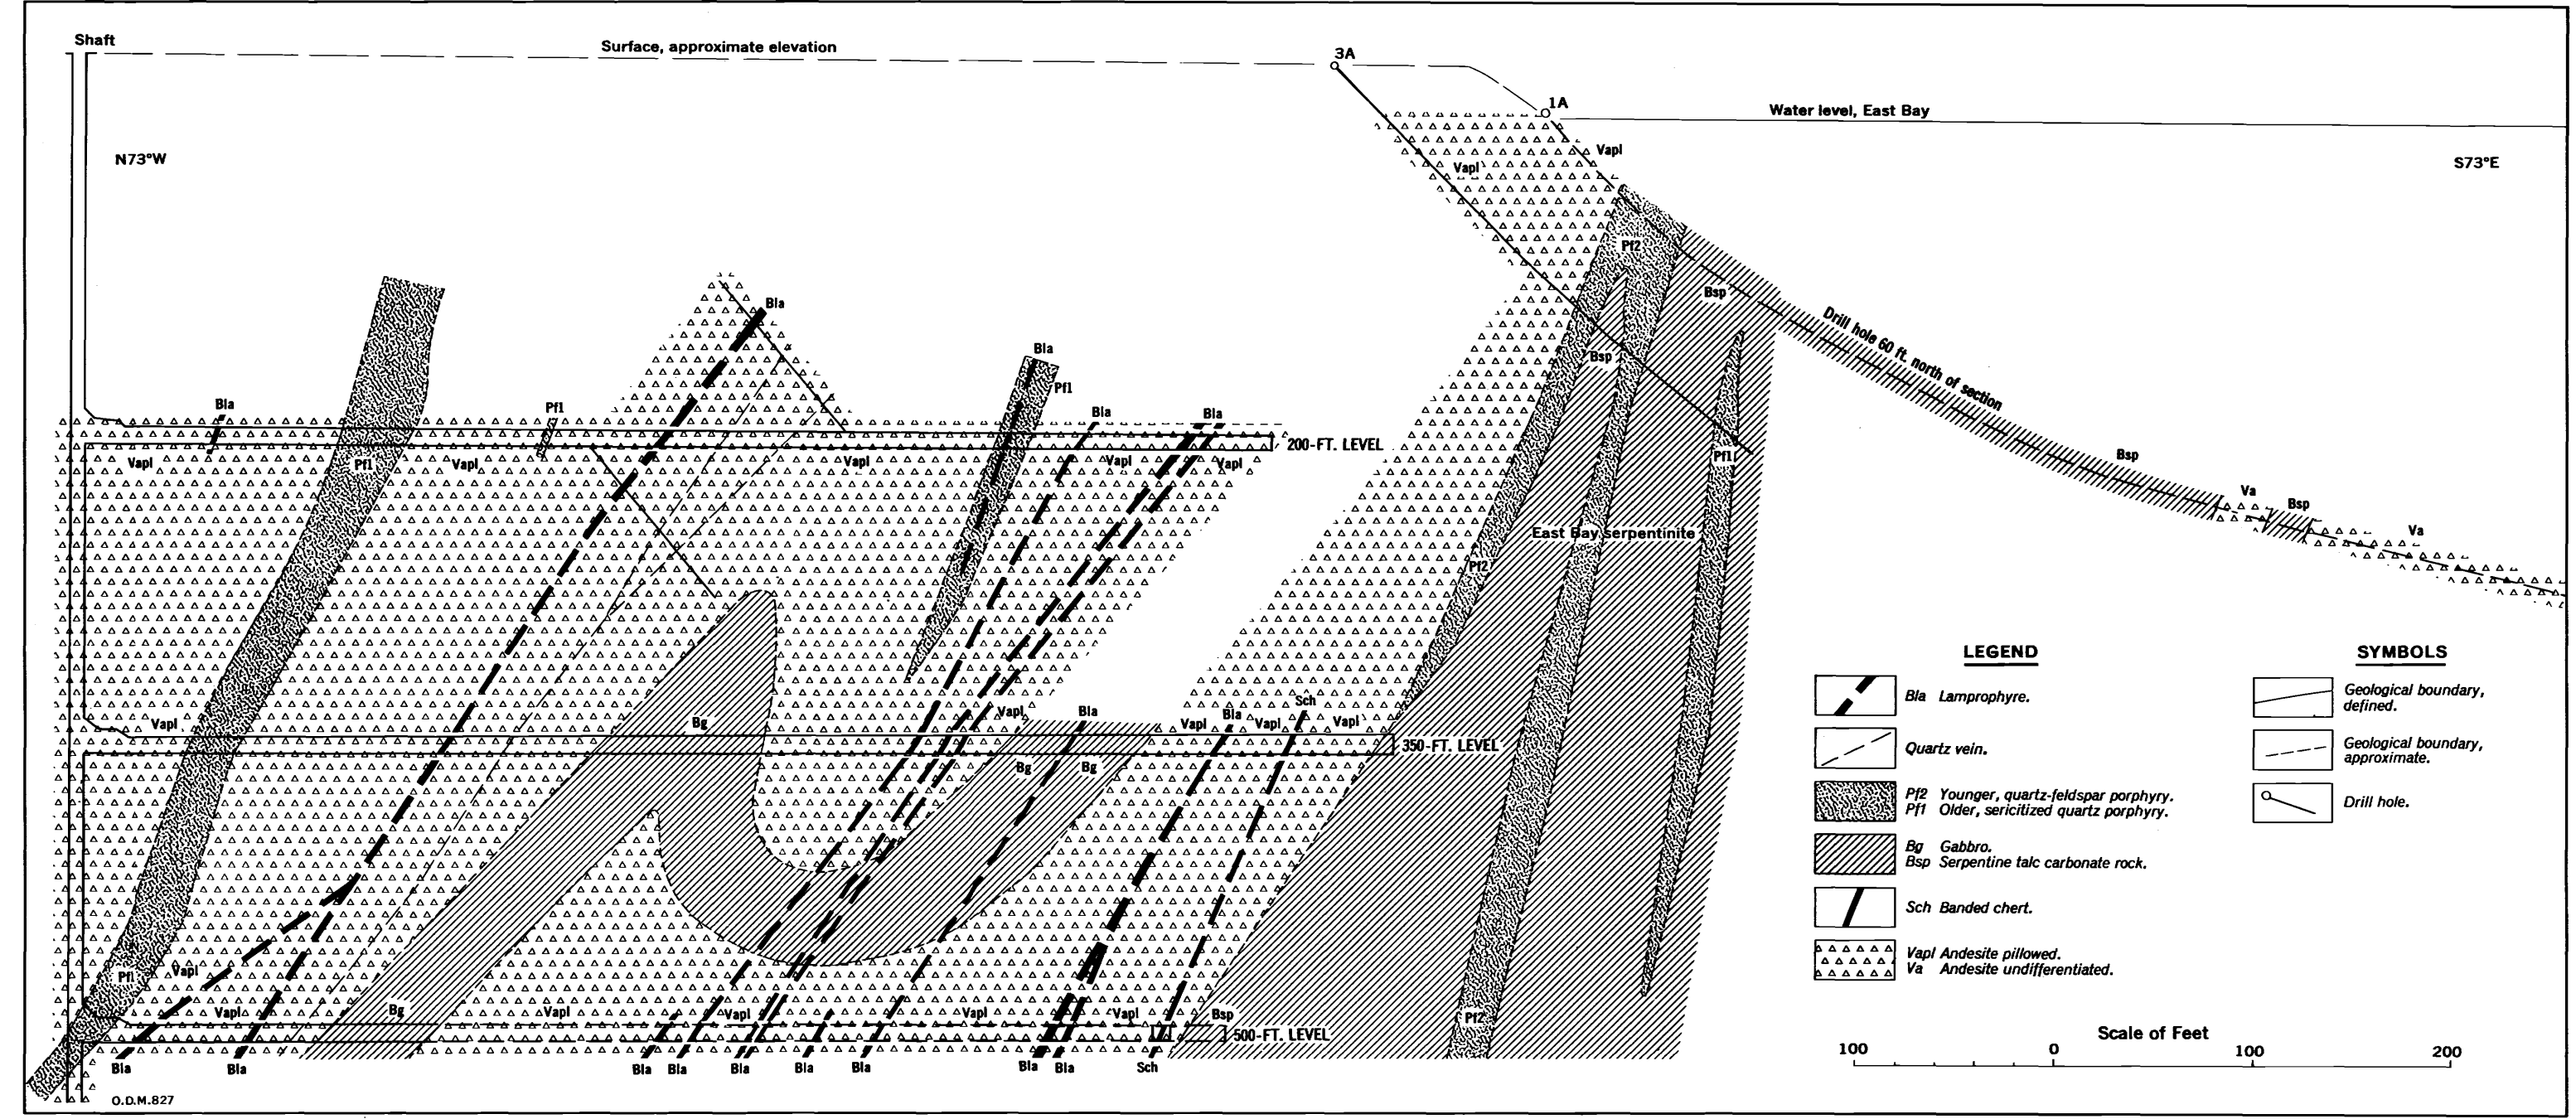 Shaft
Surface, approximate elevation
3A
1A
Water level, East Bay
N73°W
S73°E
Vapl
Vapl
Pf2
Bsp
Bla
Drill hole 60 ft. north of section
Bla
Bsp
Pf1
Bla
Pf1
Bla
Bla
200-FT. LEVEL
Vapl
Pf1
Vapl
Vapl
Vapl
Vapl
Pf1
Bsp
Va
Bsp
Va
East Bay serpentinite
Pf2
Sch
Vapl
Bg
Vapl
Bla
Vapl
Bla
Vapl
Vapl
350-FT. LEVEL
Bg
Bg
Pf1
Vapl
Vapl
Bg
Vapl
Vapl
Vapl
Vapl
Bsp
Pf2
500-FT. LEVEL
Bla
Bla
Bla
Bla
Bla
Bla
Bla
Bla
Bla
Sch
O.D.M.827
LEGEND
Bla Lamprophyre.
Quartz vein.
Pf2 Younger, quartz-feldspar porphyry.
Pf1 Older, sericitized quartz porphyry.
Bg Gabbro.
Bsp Serpentine talc carbonate rock.
Sch Banded chert.
Vapl Andesite pillowed.
Va Andesite undifferentiated.
SYMBOLS
Geological boundary,
defined.
Geological boundary,
approximate.
Drill hole.
Scale of Feet
100 0 100 200